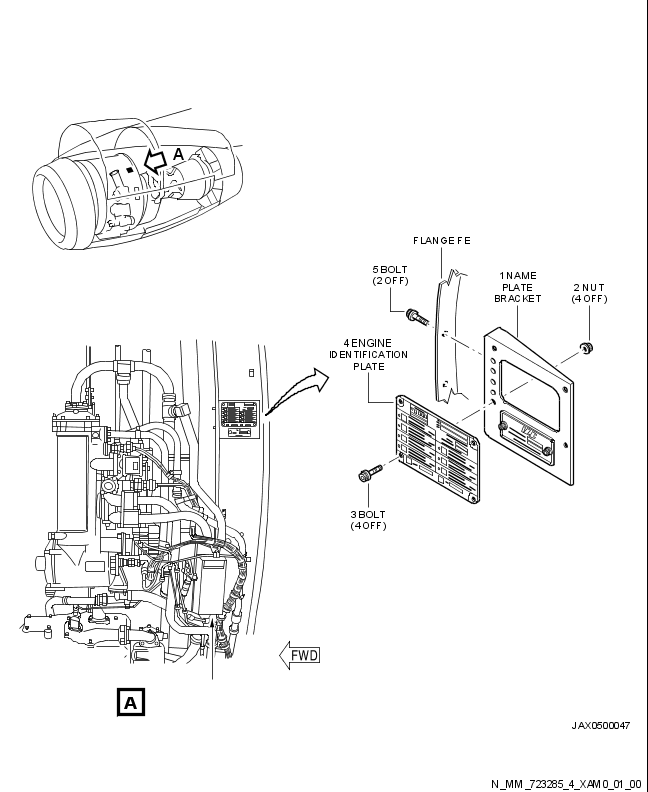 A
FLANGE FE
5 BOLT
(2 OFF)
1 NAME
PLATE
BRACKET
2 NUT
(4 OFF)
4 ENGINE
IDENTIFICATION
PLATE
3 BOLT
(4 OFF)
FWD
A
JAX0500047
N_MM_723285_4_XAM0_01_00